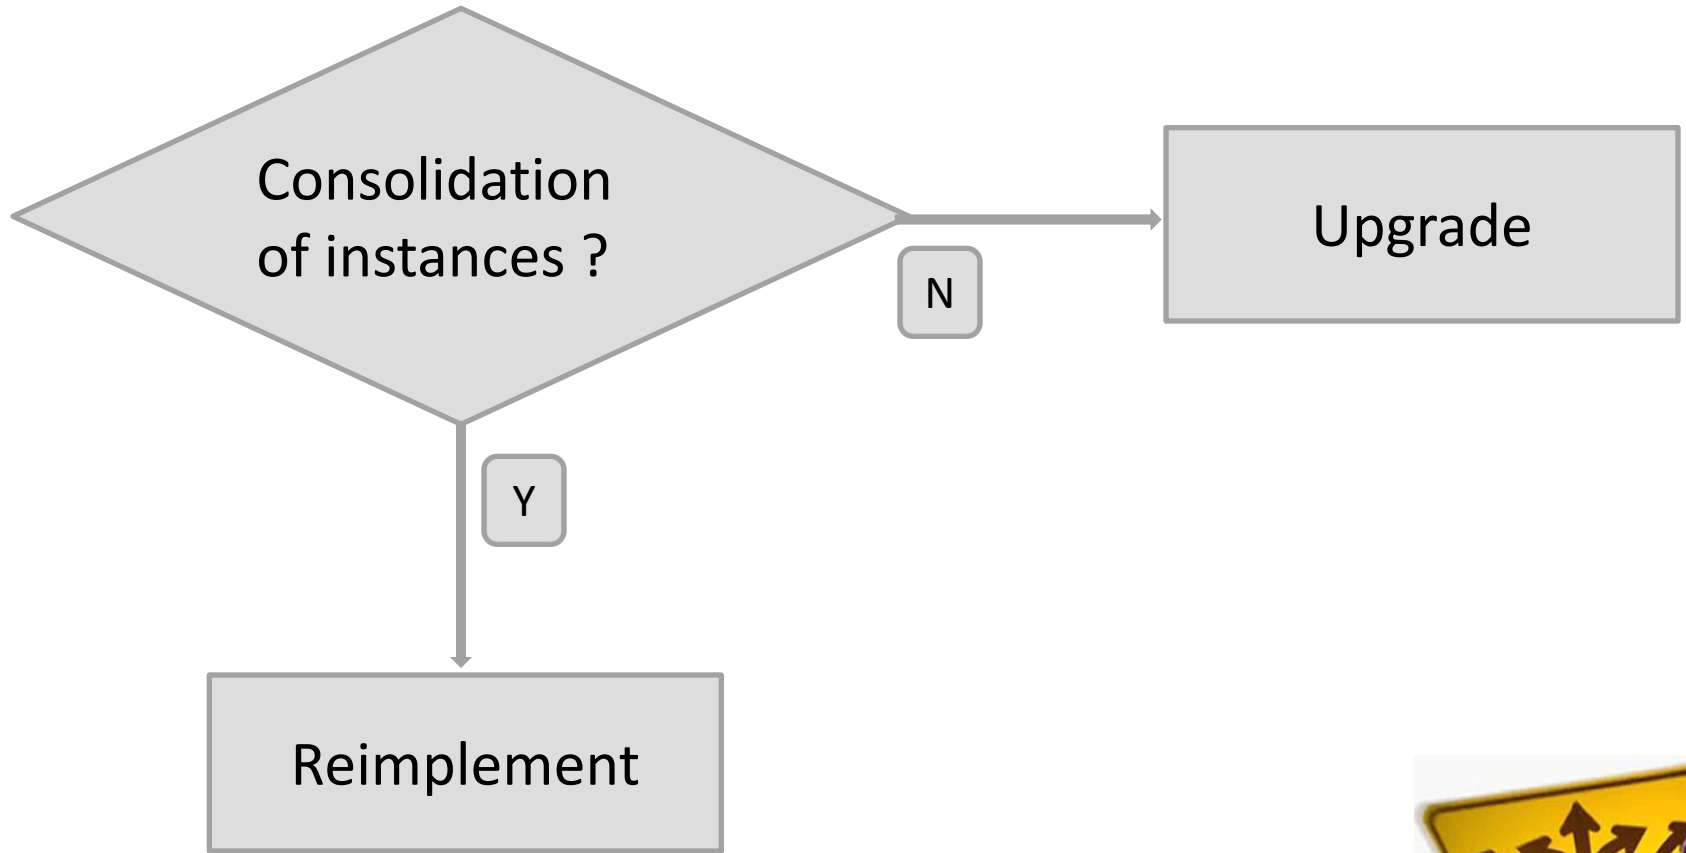 Consolidation
of instances ?
N
Upgrade
Y
Reimplement